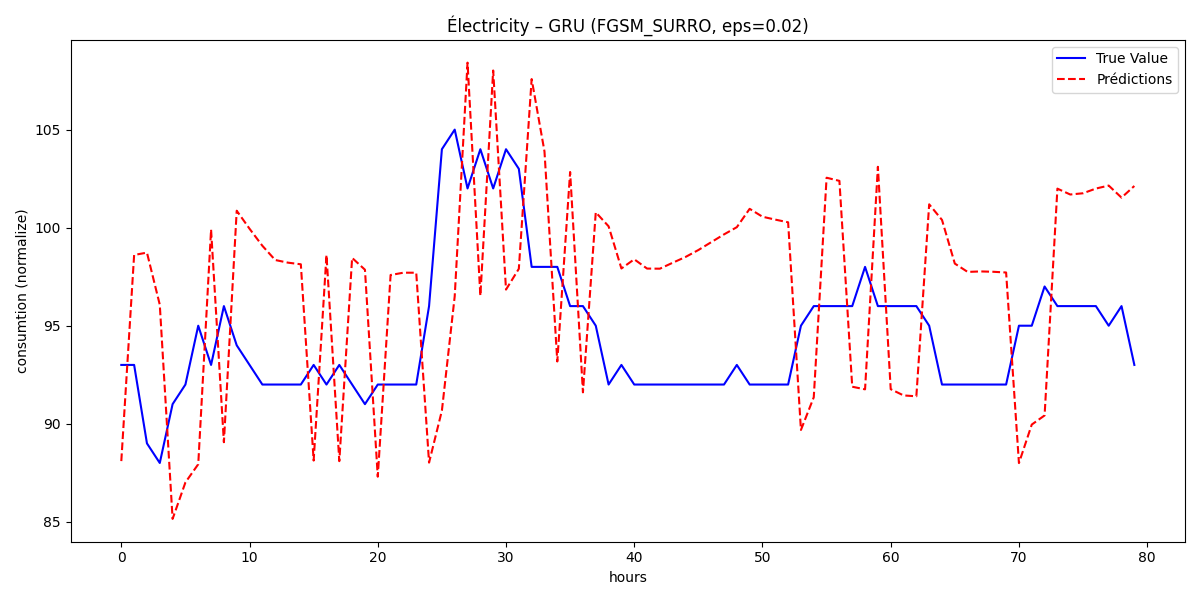 Électricity – GRU (FGSM_SURRO, eps=0.02)
True Value
Prédictions
consumtion (normalize)
105
100
95
90
85
0 10 20 30 40 50 60 70 80
hours